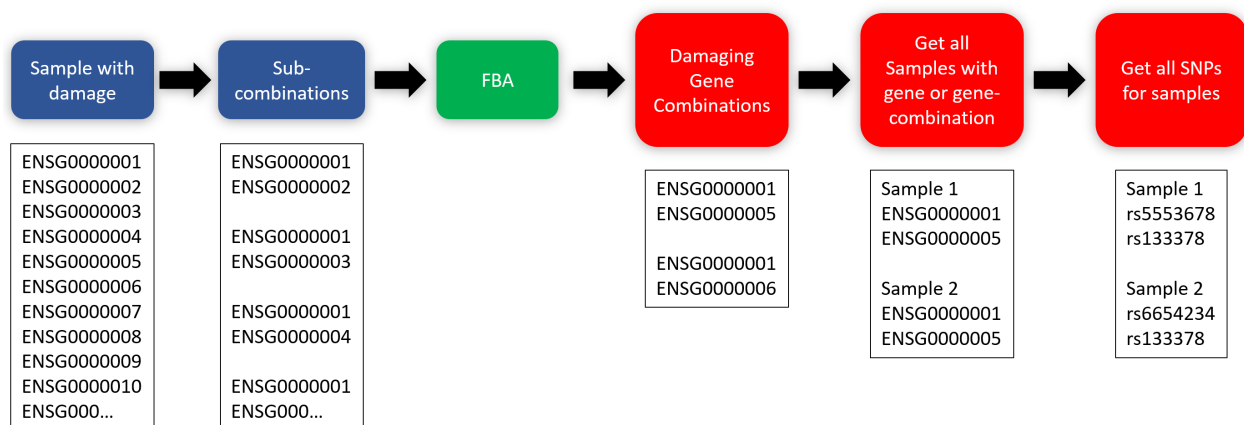 Sample with
damage
Sub-
combinations
FBA
Damaging
Gene
Combinations
Get all
Samples with
gene or gene-
combination
Get all SNPs
for samples
ENSG0000001
ENSG0000002
ENSG0000003
ENSG0000004
ENSG0000005
ENSG0000006
ENSG0000007
ENSG0000008
ENSG0000009
ENSG0000010
ENSG000...
ENSG0000001
ENSG0000002
ENSG0000001
ENSG0000003
ENSG0000001
ENSG0000004
ENSG0000001
ENSG000...
ENSG0000001
ENSG0000005
ENSG0000001
ENSG0000006
Sample 1
ENSG0000001
ENSG0000005
Sample 2
ENSG0000001
ENSG0000005
Sample 1
rs5553678
rs133378
Sample 2
rs6654234
rs133378